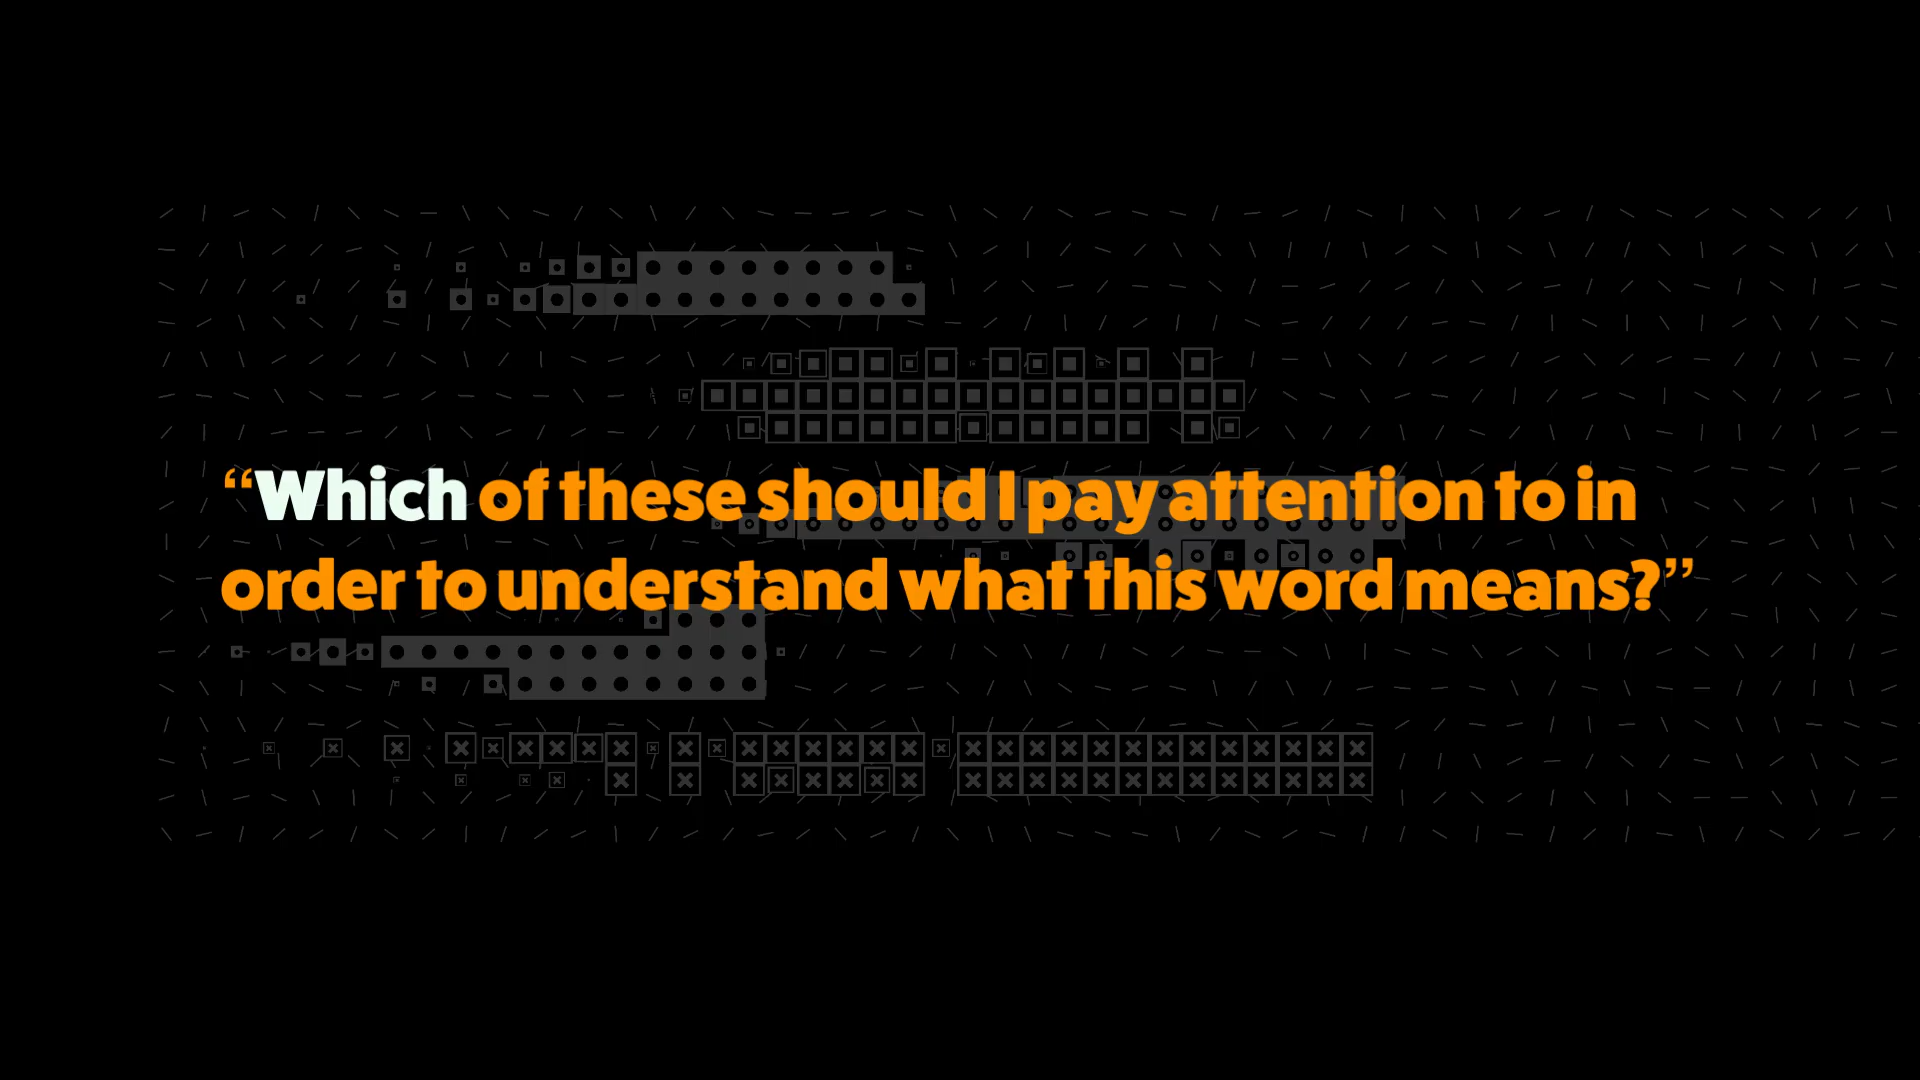 “Which of these should I pay attention to in
order to understand what this word means?”